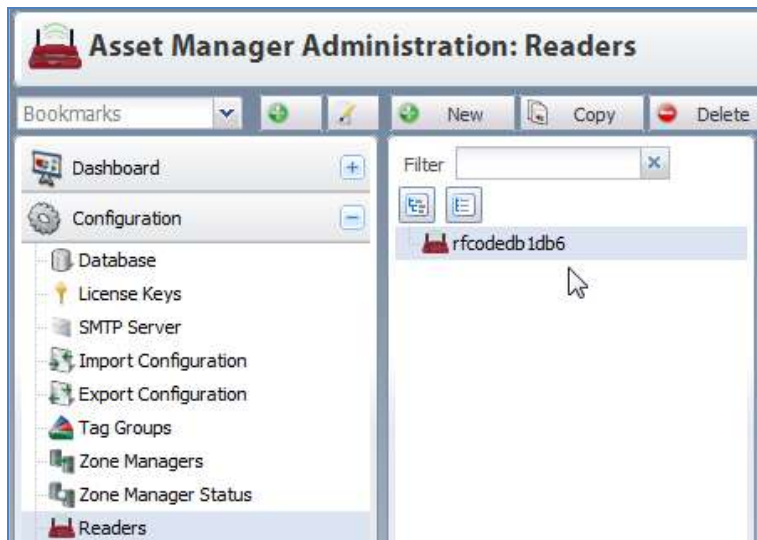 Asset Manager Administration: Readers
Bookmarks
New
Copy
Delete
Dashboard
Configuration
Database
License Keys
SMTP Server
Import Configuration
Export Configuration
Tag Groups
Zone Managers
Zone Manager Status
Readers
Filter
rfcodedb1db6